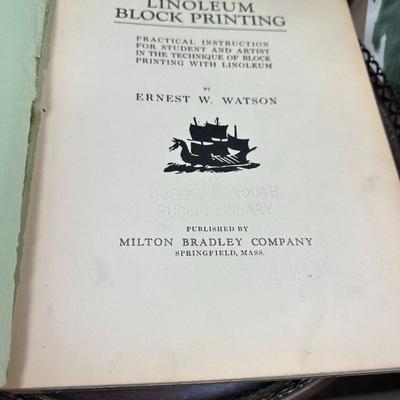 LINOLEUM
BLOCK PRINTING
PRACTICAL INSTRUCTION
FOR STUDENT AND ARTIST
IN THE TECHNIQUE OF BLOCK
PRINTING WITH LINOLEUM
BY
ERNEST W. WATSON
THE
QUEENS BOROUGH
PUBLIC LIBRARY
PUBLISHED BY
MILTON BRADLEY COMPANY
SPRINGFIELD, MASS.